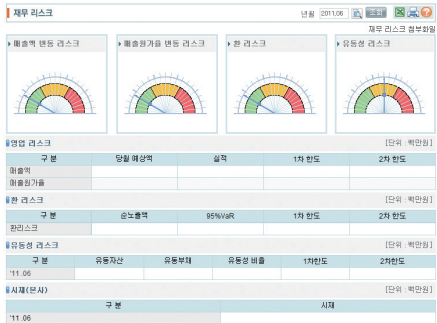 재무 리스크
년월 2011.06 조회
재무 리스크 첨부화일
매출액 변동 리스크
매출원가율 변동 리스크
환 리스크
유동성 리스크
영업 리스크 [단위 : 백만원]
구 분 당월 예상액 실적 1차 한도 2차 한도
매출액
매출원가율
환 리스크 [단위 : 백만원]
구 분 순노출액 95%VaR 1차 한도 2차 한도
환리스크
유동성 리스크 [단위 : 백만원]
구 분 유동자산 유동부채 유동성 비율 1차한도 2차한도
'11.06
시재(본사) [단위 : 백만원]
구 분 시재
'11.06